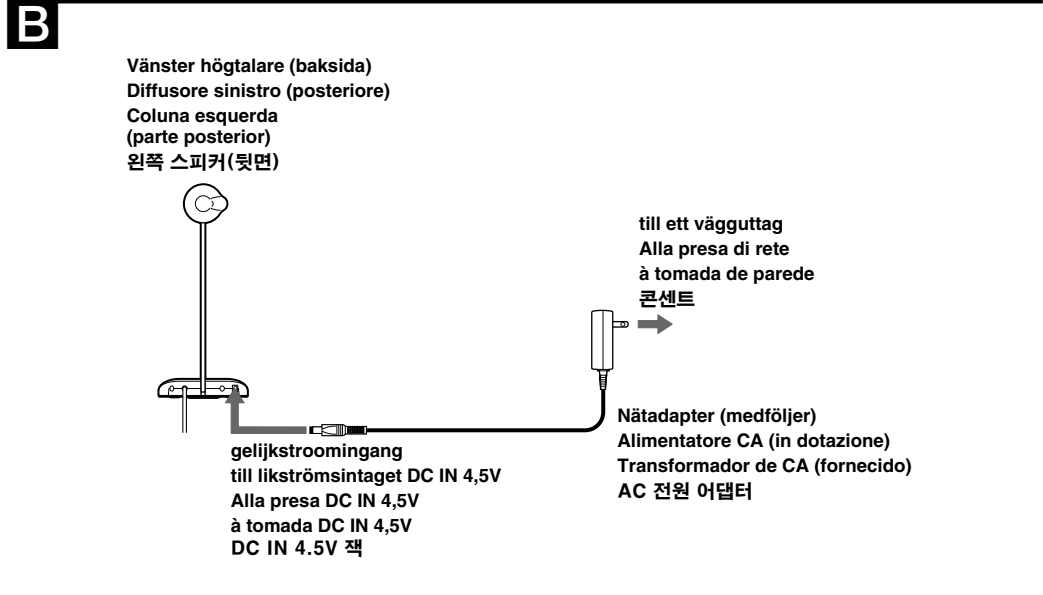 B
Vänster högtalare (baksida)
Diffusore sinistro (posteriore)
Coluna esquerda
(parte posterior)
왼쪽 스피커(뒷면)
till ett vägguttag
Alla presa di rete
à tomada de parede
콘센트
Nätadapter (medföljer)
Alimentatore CA (in dotazione)
Transformador de CA (fornecido)
AC 전원 어댑터
gelijkstroomingang
till likströmsintaget DC IN 4,5V
Alla presa DC IN 4,5V
à tomada DC IN 4,5V
DC IN 4.5V 잭